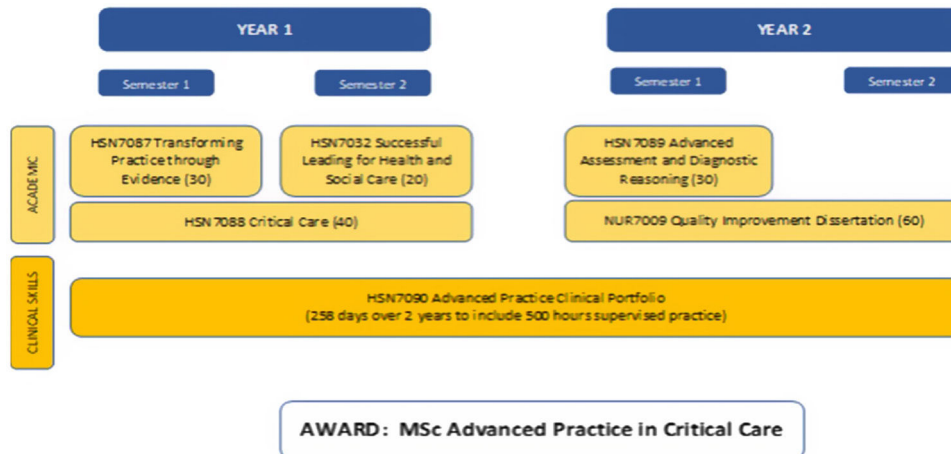 YEAR 1
YEAR 2
Semester 1
Semester 2
Semester 1
Semester 2
ACADEMIC
HSN7087 Transforming
Practice through
Evidence (30)
HSN7032 Successful
Leading for Health and
Social Care (20)
HSN7089 Advanced
Assessment and Diagnostic
Reasoning (30)
HSN7088 Critical Care (40)
NUR7009 Quality Improvement Dissertation (60)
CLINICAL SKILLS
HSN7090 Advanced Practice Clinical Portfolio
(258 days over 2 years to include 500 hours supervised practice)
AWARD: MSc Advanced Practice in Critical Care